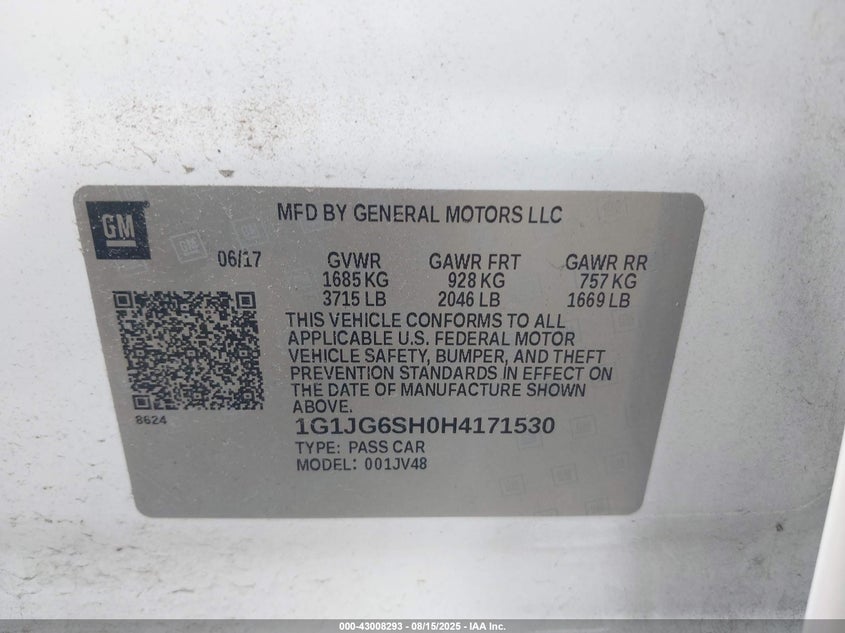 GM
MFD BY GENERAL MOTORS LLC
06/17 GVWR GAWR FRT GAWR RR
1685 KG 928 KG 757 KG
3715 LB 2046 LB 1669 LB
THIS VEHICLE CONFORMS TO ALL
APPLICABLE U.S. FEDERAL MOTOR
VEHICLE SAFETY, BUMPER, AND THEFT
PREVENTION STANDARDS IN EFFECT ON
THE DATE OF MANUFACTURE SHOWN
ABOVE.
8624
1G1JG6SH0H4171530
TYPE: PASS CAR
MODEL: 001JV48
000-43008293 - 08/15/2025 - IAA Inc.